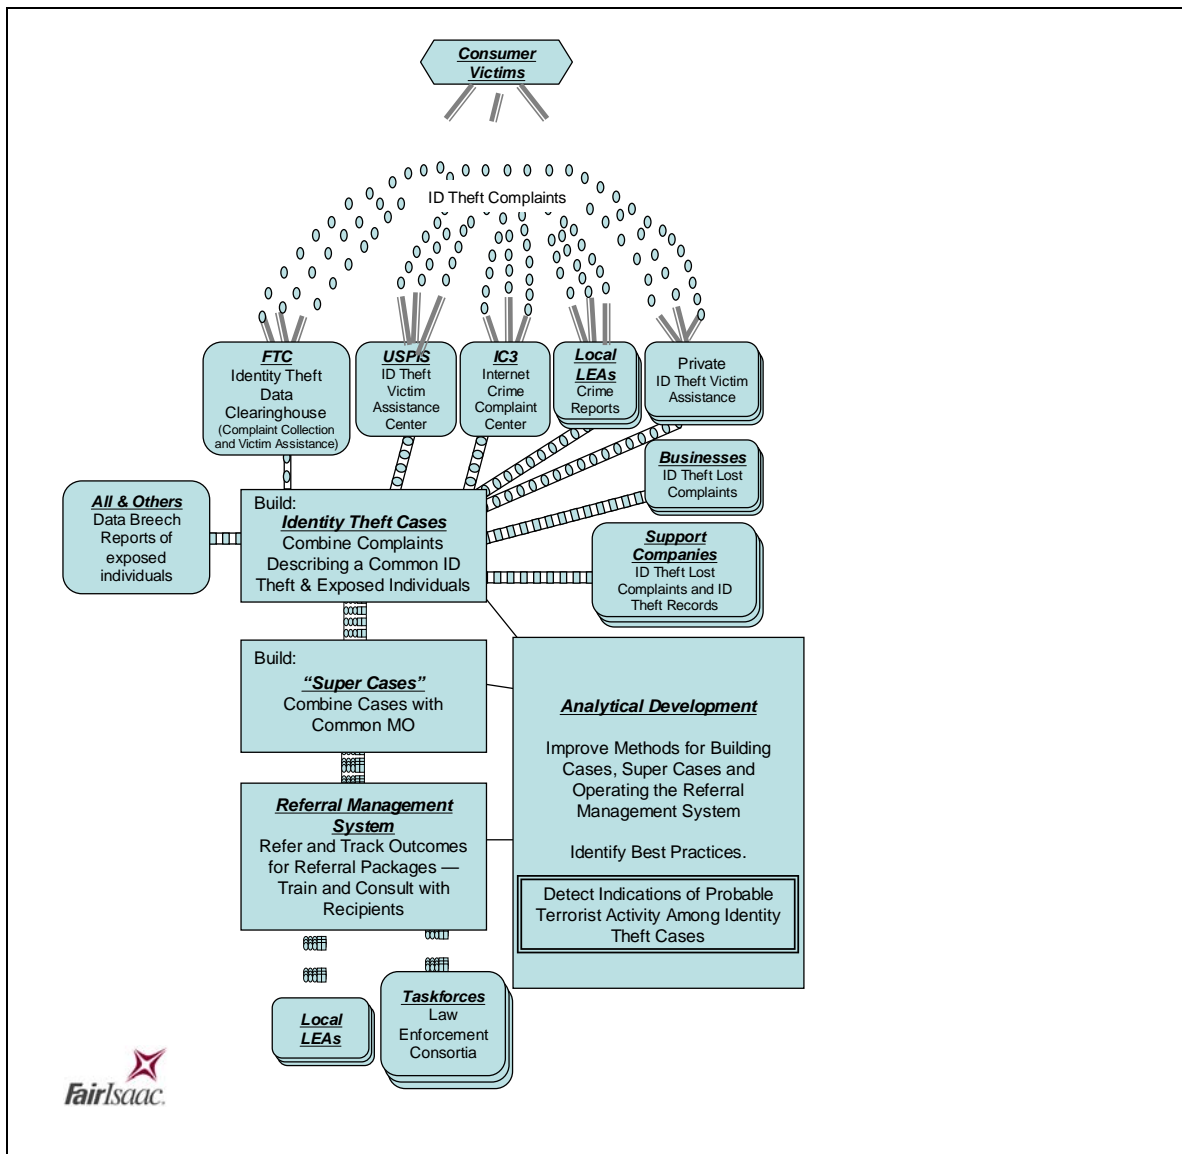 Consumer
Victims
ID Theft Complaints
FTC
Identity Theft
Data
Clearinghouse
(Complaint Collection
and Victim Assistance)
USPIS
ID Theft
Victim
Assistance
Center
IC3
Internet
Crime
Complaint
Center
Local
LEAs
Crime
Reports
Private
ID Theft Victim
Assistance
Businesses
ID Theft Lost
Complaints
All & Others
Data Breech
Reports of
exposed
individuals
Build:
Identity Theft Cases
Combine Complaints
Describing a Common ID
Theft & Exposed Individuals
Support
Companies
ID Theft Lost
Complaints and ID
Theft Records
Build:
“Super Cases”
Combine Cases with
Common MO
Analytical Development
Improve Methods for Building
Cases, Super Cases and
Operating the Referral
Management System
Identify Best Practices.
Detect Indications of Probable
Terrorist Activity Among Identity
Theft Cases
Referral Management
System
Refer and Track Outcomes
for Referral Packages —
Train and Consult with
Recipients
Local
LEAs
Taskforces
Law
Enforcement
Consortia
FairIsaac.